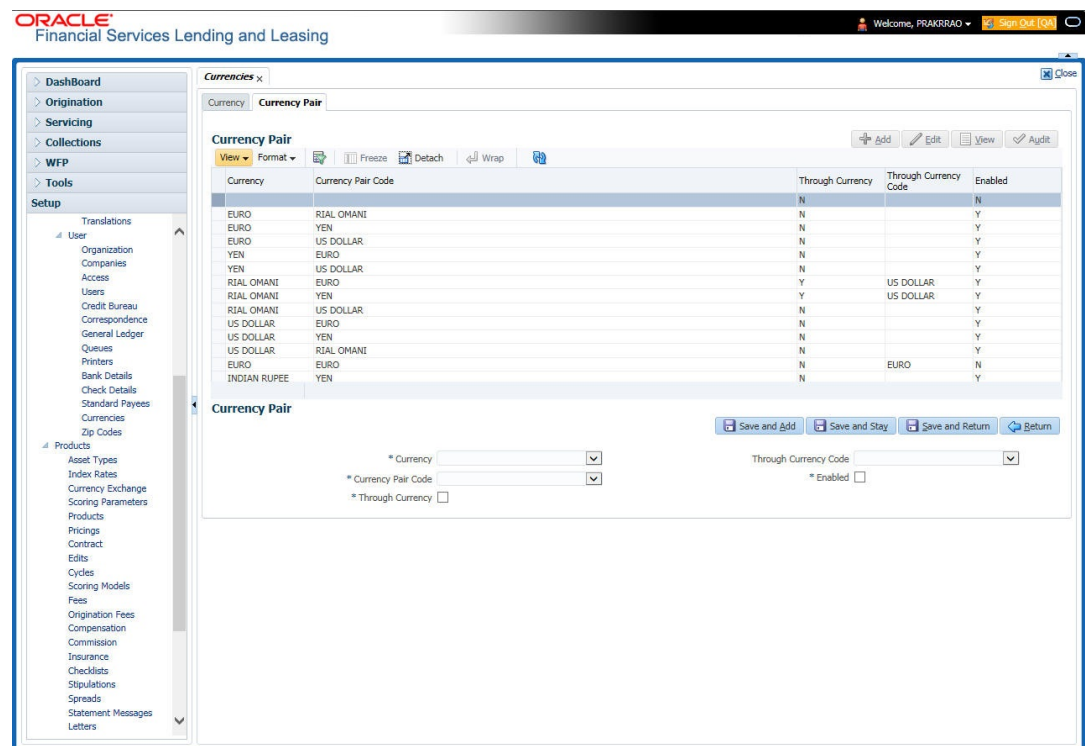 ORACLE
Financial Services Lending and Leasing
Welcome, PRAKRRAO
Sign Out [QA]
DashBoard
Origination
Servicing
Collections
WFP
Tools
Setup
Translations
User
Organization
Companies
Access
Users
Credit Bureau
Correspondence
General Ledger
Queues
Printers
Bank Details
Check Details
Standard Payees
Currencies
Zip Codes
Products
Asset Types
Index Rates
Currency Exchange
Scoring Parameters
Products
Pricings
Contract
Edits
Cycles
Scoring Models
Fees
Origination Fees
Compensation
Commission
Insurance
Checklists
Stipulations
Spreads
Statement Messages
Letters
Currencies x
Close
Currency Currency Pair
Currency Pair
Add Edit View Audit
View Format Freeze Detach Wrap
Currency Currency Pair Code Through Currency Through Currency Code Enabled
N N
EURO RIAL OMANI N Y
EURO YEN N Y
EURO US DOLLAR N Y
YEN EURO N Y
YEN US DOLLAR N Y
RIAL OMANI EURO Y US DOLLAR Y
RIAL OMANI YEN Y US DOLLAR Y
RIAL OMANI US DOLLAR N Y
US DOLLAR EURO N Y
US DOLLAR YEN N Y
US DOLLAR RIAL OMANI N Y
EURO EURO N EURO N
INDIAN RUPEE YEN N Y
Currency Pair
Save and Add Save and Stay Save and Return Return
* Currency
Through Currency Code
* Currency Pair Code
* Enabled
* Through Currency